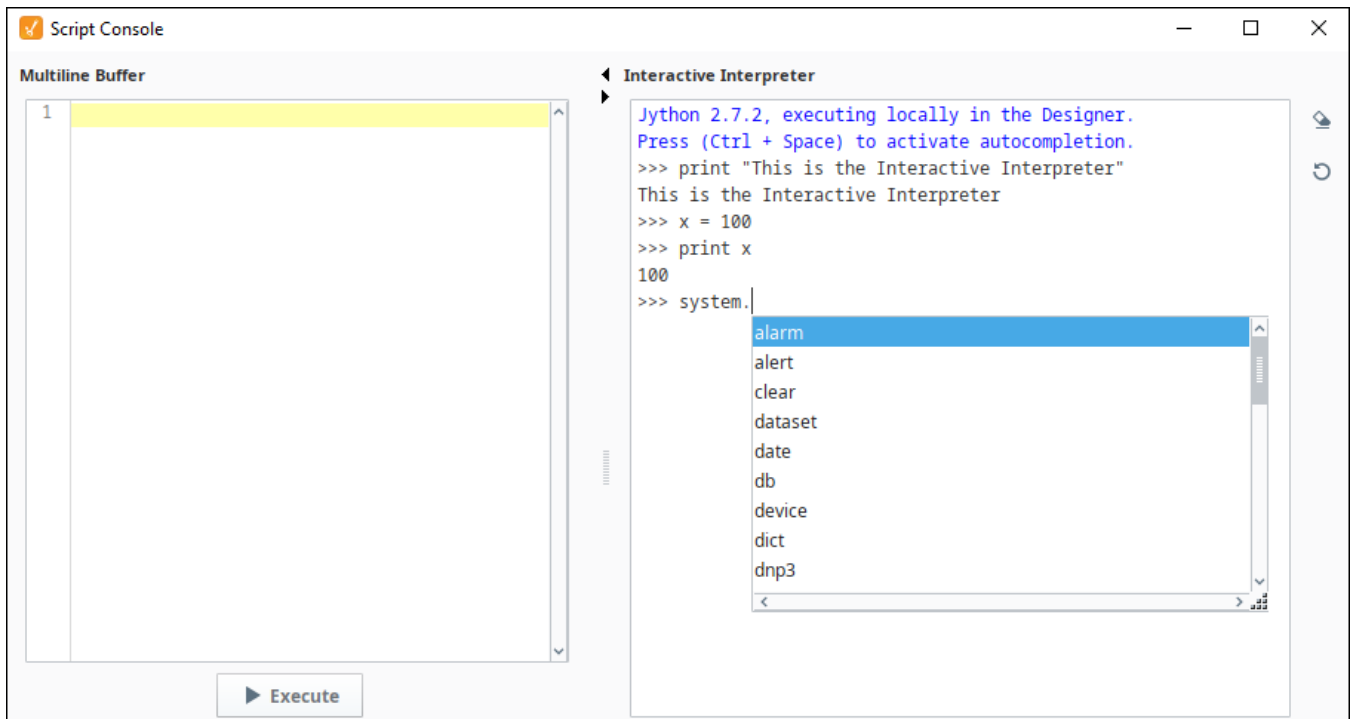 Script Console
Multiline Buffer
1
Execute
Interactive Interpreter
Jython 2.7.2, executing locally in the Designer.
Press (Ctrl + Space) to activate autocompletion.
>>> print "This is the Interactive Interpreter"
This is the Interactive Interpreter
>>> x = 100
>>> print x
100
>>> system.
alarm
alert
clear
dataset
date
db
device
dict
dnp3